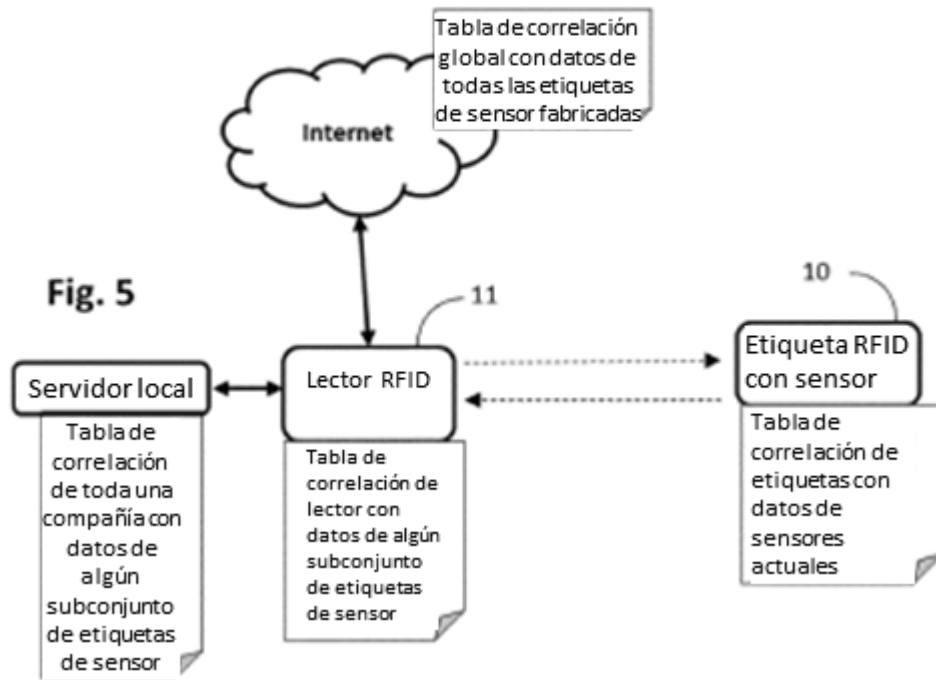 Tabla de correlación
global con datos de
todas las etiquetas
de sensor fabricadas
Internet
Fig. 5
11
10
Servidor local
Lector RFID
Etiqueta RFID
con sensor
Tabla de
correlación
de toda una
compañía con
datos de
algún
subconjunto
de etiquetas
de sensor
Tabla de
correlación de
lector con
datos de algún
subconjunto
de etiquetas
de sensor
Tabla de
correlación de
etiquetas con
datos de
sensores
actuales